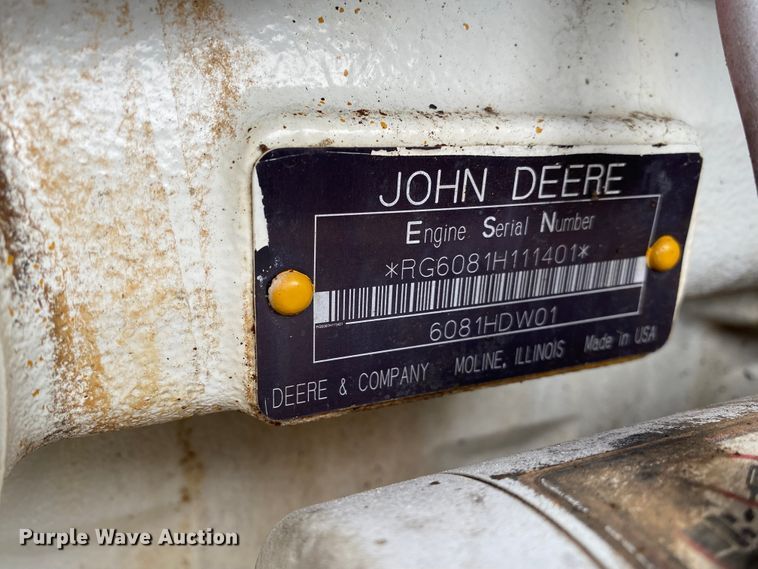 JOHN DEERE
Engine Serial Number
*RG6081H111401*
6081HDW01
DEERE & COMPANY MOLINE, ILLINOIS Made in USA
Purple Wave Auction